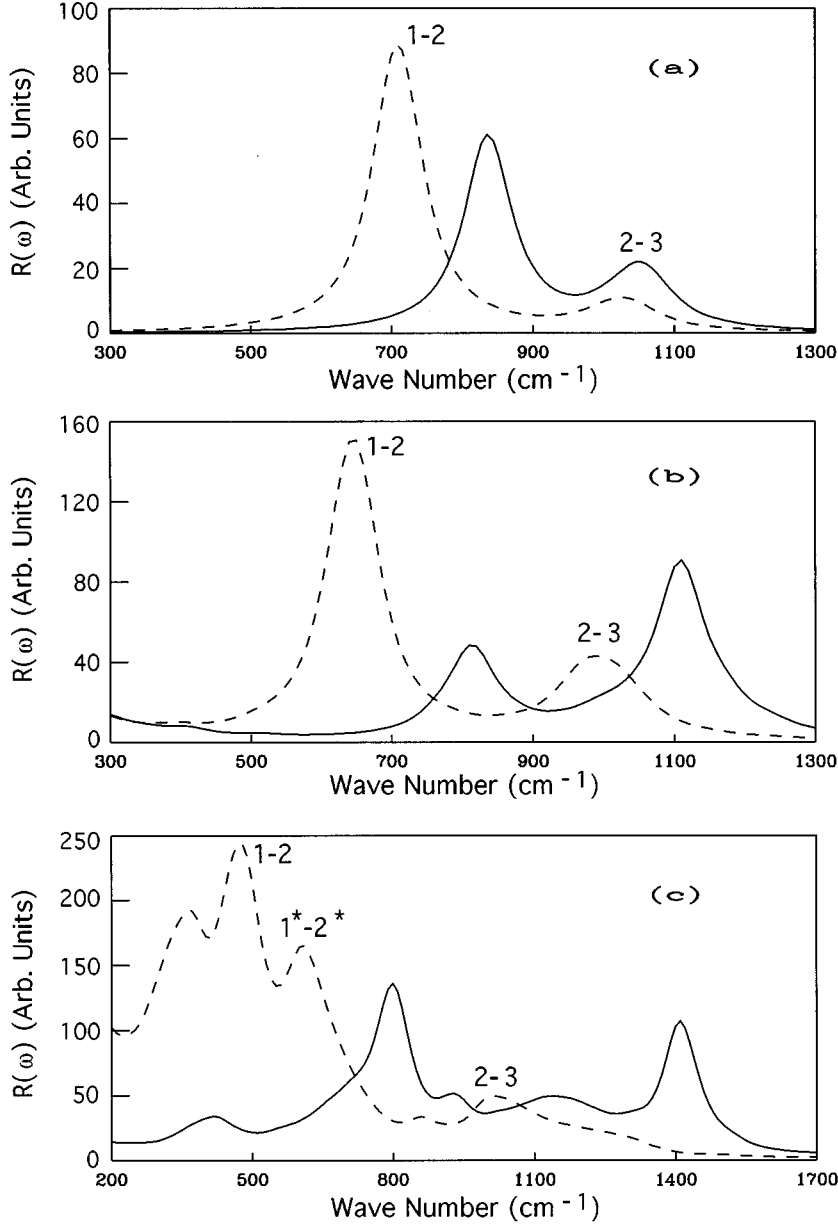 100
80
60
40
20
0
R(ω) (Arb. Units)
1-2
(a)
2-3
300 500 700 900 1100 1300
Wave Number (cm -1)
160
120
80
40
0
R(ω) (Arb. Units)
1-2
(b)
2-3
300 500 700 900 1100 1300
Wave Number (cm -1)
250
200
150
100
50
0
R(ω) (Arb. Units)
1-2
(c)
1*-2*
2-3
200 500 800 1100 1400 1700
Wave Number (cm -1)